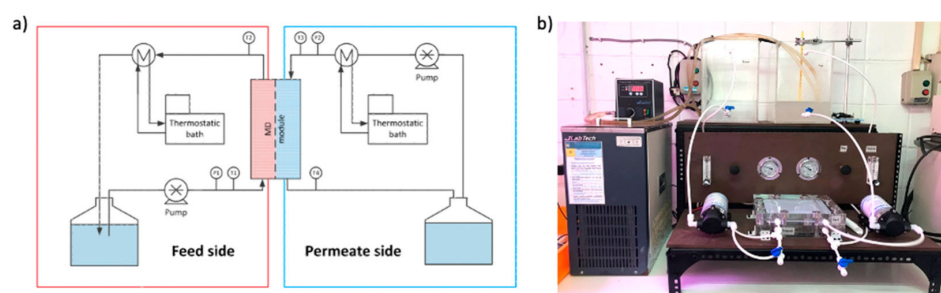 a)
b)
T2
T3
P2
M
M
Pump
Thermostatic
bath
MD
module
Thermostatic
bath
P1
T1
T4
Pump
Feed side
Permeate side
LabTech